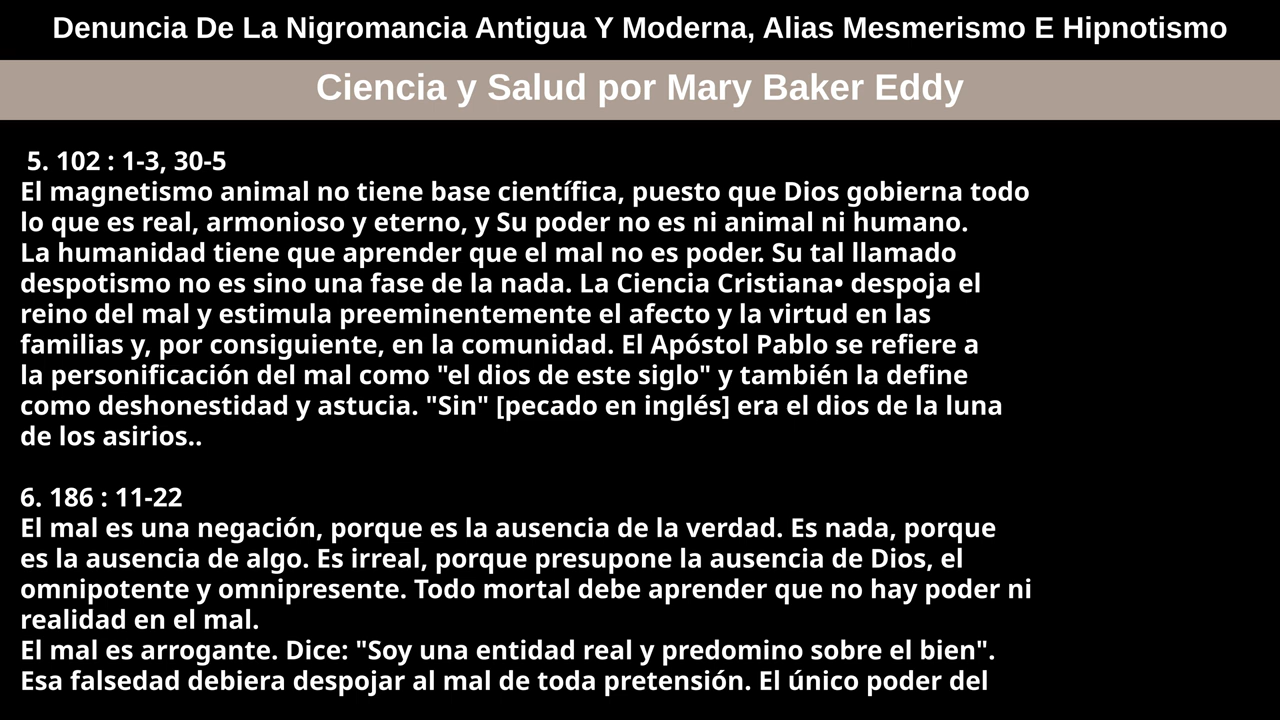 Denuncia De La Nigromancia Antigua Y Moderna, Alias Mesmerismo E Hipnotismo
Ciencia y Salud por Mary Baker Eddy
5. 102 : 1-3, 30-5
El magnetismo animal no tiene base científica, puesto que Dios gobierna todo
lo que es real, armonioso y eterno, y Su poder no es ni animal ni humano.
La humanidad tiene que aprender que el mal no es poder. Su tal llamado
despotismo no es sino una fase de la nada. La Ciencia Cristiana• despoja el
reino del mal y estimula preeminentemente el afecto y la virtud en las
familias y, por consiguiente, en la comunidad. El Apóstol Pablo se refiere a
la personificación del mal como "el dios de este siglo" y también la define
como deshonestidad y astucia. "Sin" [pecado en inglés] era el dios de la luna
de los asirios..
6. 186 : 11-22
El mal es una negación, porque es la ausencia de la verdad. Es nada, porque
es la ausencia de algo. Es irreal, porque presupone la ausencia de Dios, el
omnipotente y omnipresente. Todo mortal debe aprender que no hay poder ni
realidad en el mal.
El mal es arrogante. Dice: "Soy una entidad real y predomino sobre el bien".
Esa falsedad debiera despojar al mal de toda pretensión. El único poder del